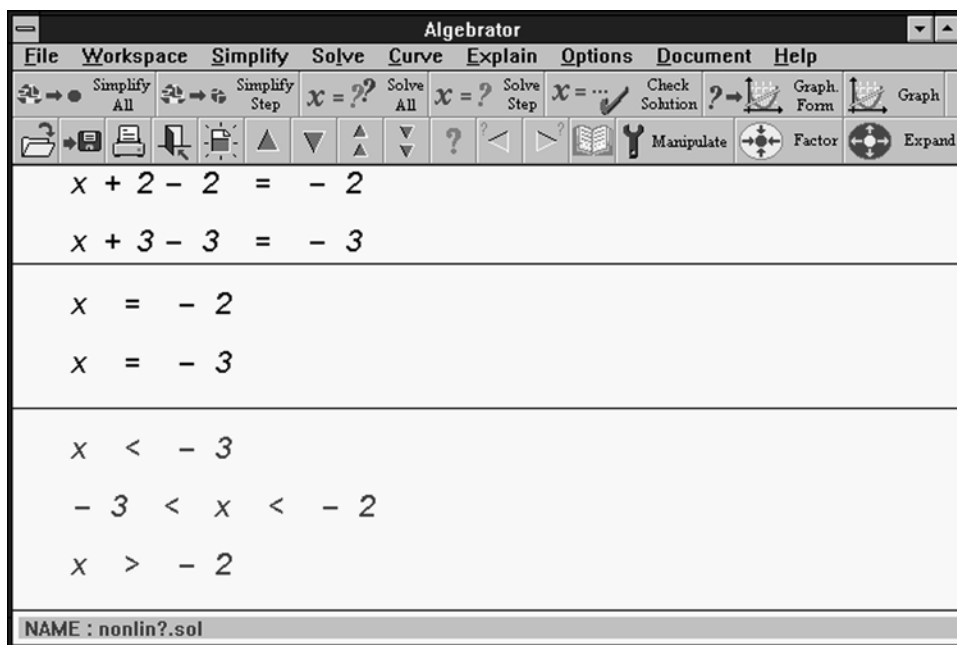 Algebrator
File Workspace Simplify Solve Curve Explain Options Document Help
Simplify All Simplify Step x = ?? Solve All x = ? Solve Step x = ... Check Solution ? Graph. Form Graph
? ? ? Manipulate Factor Expand
x + 2 - 2 = - 2
x + 3 - 3 = - 3
x = - 2
x = - 3
x < - 3
- 3 < x < - 2
x > - 2
NAME : nonlin?.sol